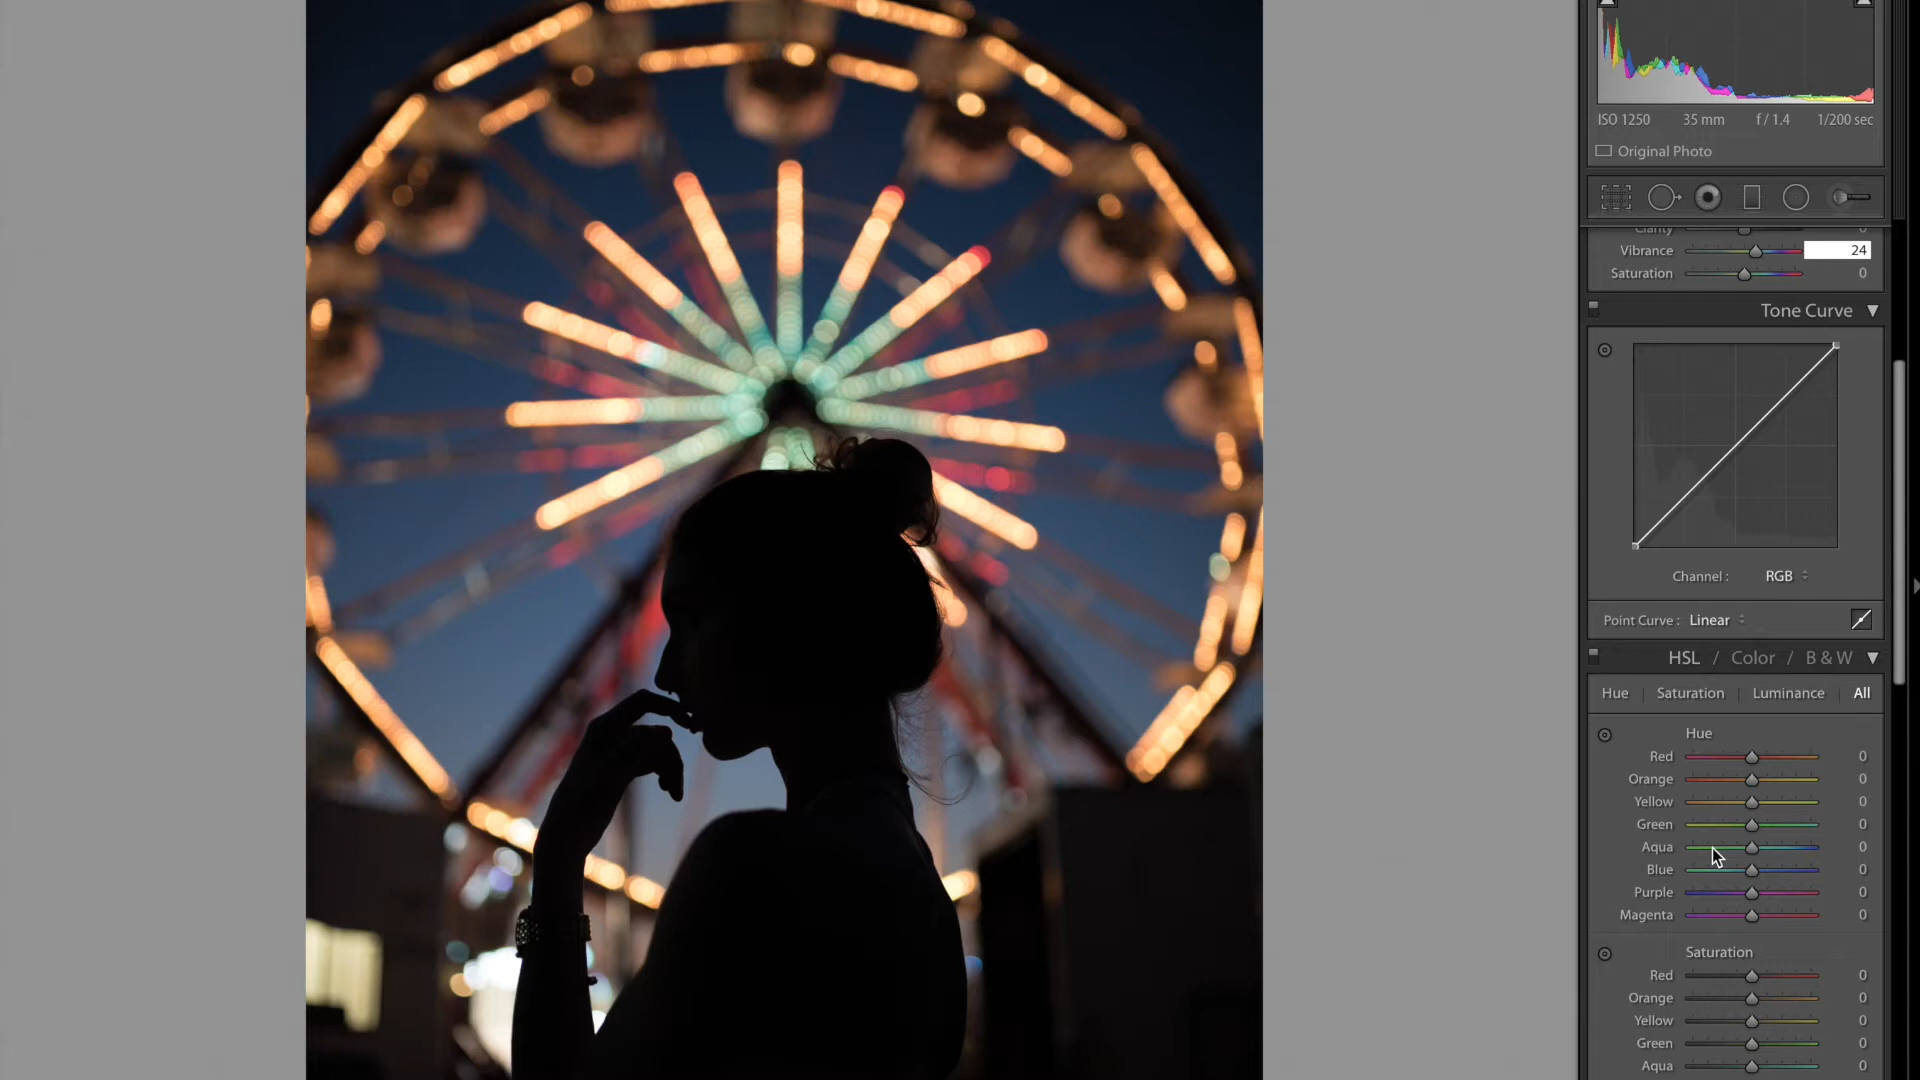 ISO 1250 35 mm f / 1.4 1/200 sec
Original Photo
Clarity 0
Vibrance 24
Saturation 0
Tone Curve
Channel : RGB
Point Curve : Linear
HSL / Color / B & W
Hue Saturation Luminance All
Hue
Red 0
Orange 0
Yellow 0
Green 0
Aqua 0
Blue 0
Purple 0
Magenta 0
Saturation
Red 0
Orange 0
Yellow 0
Green 0
Aqua 0